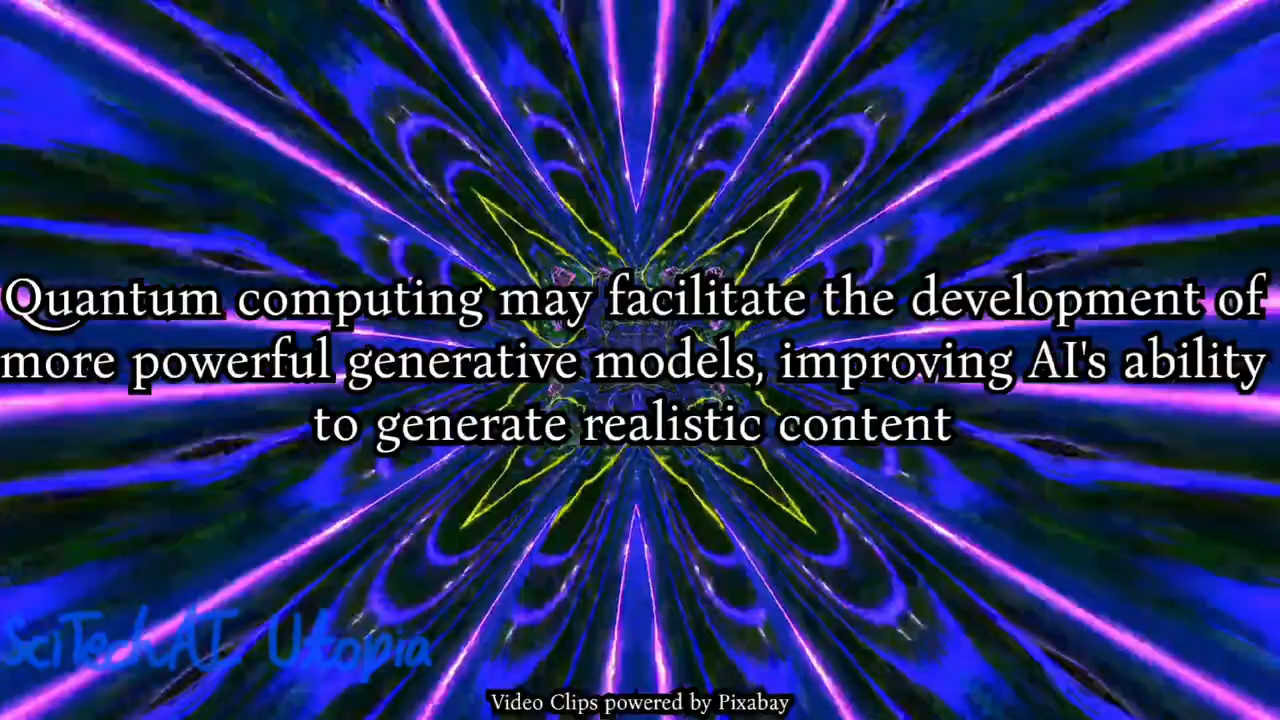 Quantum computing may facilitate the development of
more powerful generative models, improving AI's ability
to generate realistic content
SciTechAI Utopia
Video Clips powered by Pixabay